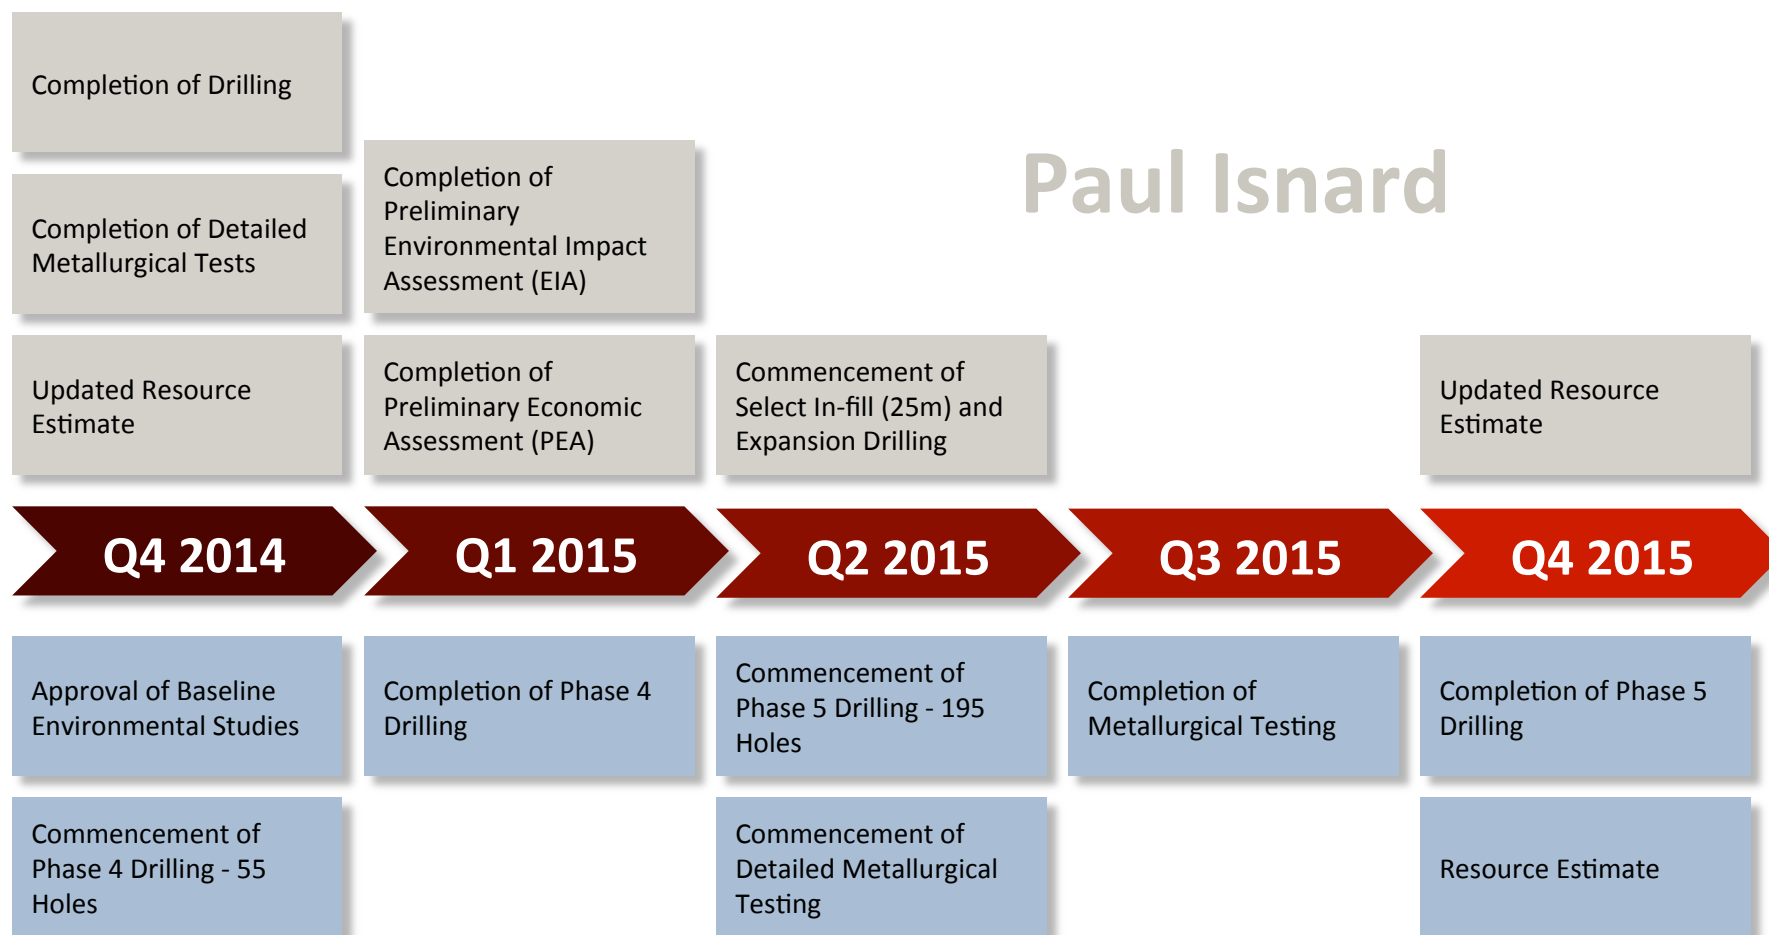 Completion of Drilling
Completion of Detailed
Metallurgical Tests
Updated Resource
Estimate
Completion of
Preliminary
Environmental Impact
Assessment (EIA)
Completion of
Preliminary Economic
Assessment (PEA)
Paul Isnard
Commencement of
Select In-fill (25m) and
Expansion Drilling
Updated Resource
Estimate
Q4 2014
Q1 2015
Q2 2015
Q3 2015
Q4 2015
Approval of Baseline
Environmental Studies
Commencement of
Phase 4 Drilling - 55
Holes
Completion of Phase 4
Drilling
Commencement of
Phase 5 Drilling - 195
Holes
Commencement of
Detailed Metallurgical
Testing
Completion of
Metallurgical Testing
Completion of Phase 5
Drilling
Resource Estimate